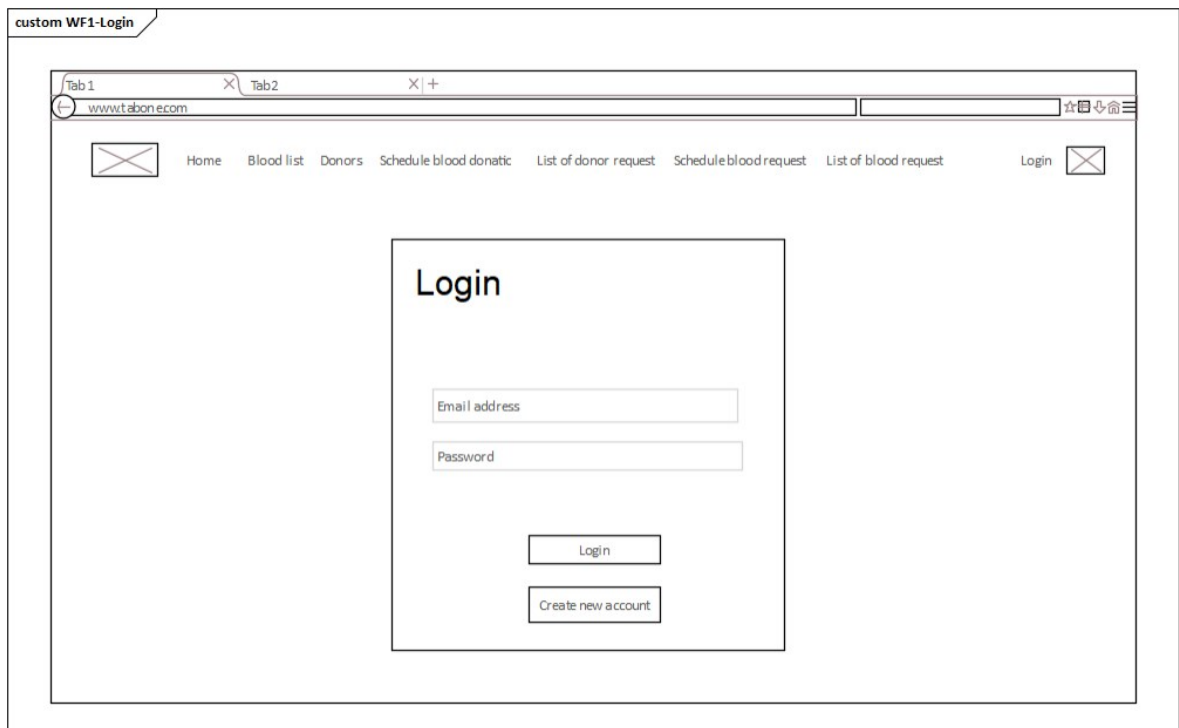 custom WF1-Login
Tab 1 Tab2
www.tabone.com
Home Blood list Donors Schedule blood donatic List of donor request Schedule blood request List of blood request Login
Login
Email address
Password
Login
Create new account